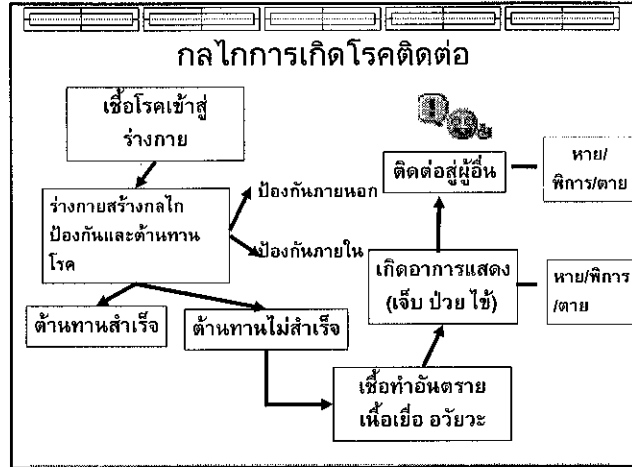 กลไกการเกิดโรคติดต่อ
เชื้อโรคเข้าสู่
ร่างกาย
ร่างกายสร้างกลไก
ป้องกันและต้านทาน
โรค
ป้องกันภายนอก
ป้องกันภายใน
ต้านทานสำเร็จ
ต้านทานไม่สำเร็จ
เชื้อทำอันตราย
เนื้อเยื่อ อวัยวะ
เกิดอาการแสดง
(เจ็บ ป่วย ไข้)
หาย/พิการ
/ตาย
ติดต่อสู่ผู้อื่น
หาย/
พิการ/ตาย